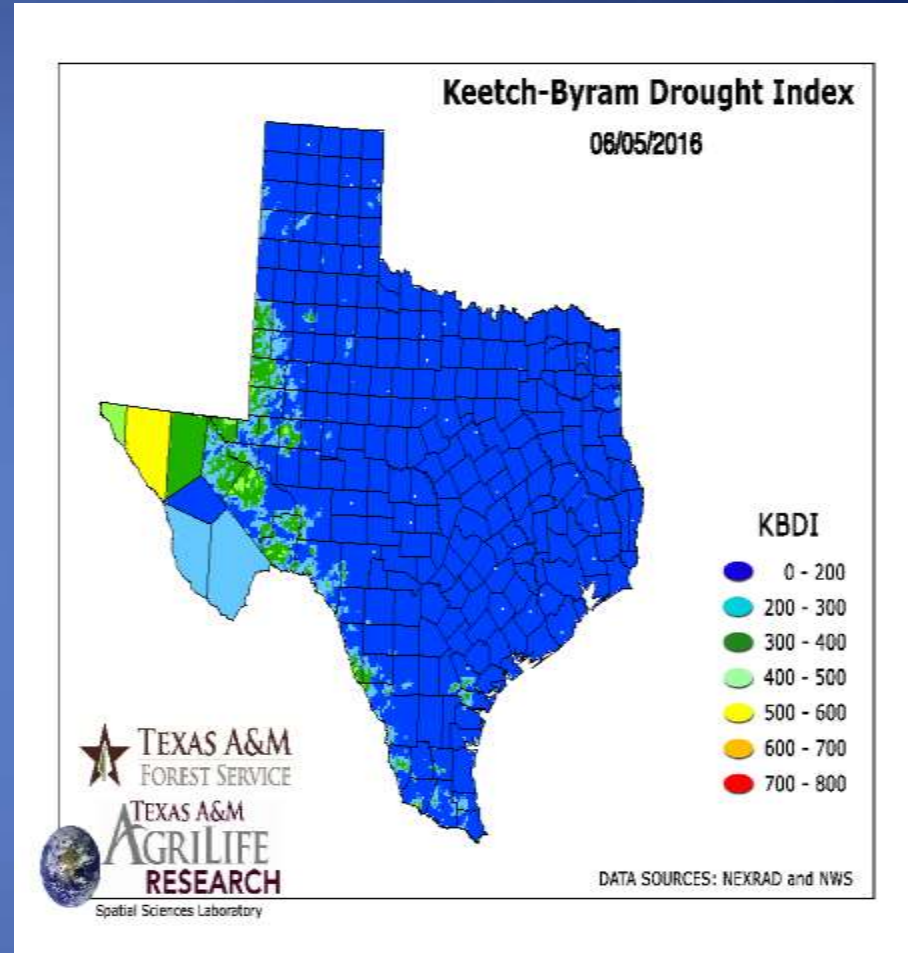 Keetch-Byram Drought Index
06/05/2016
KBDI
0 - 200
200 - 300
300 - 400
400 - 500
500 - 600
600 - 700
700 - 800
TEXAS A&M
FOREST SERVICE
TEXAS A&M
AGRILIFE
RESEARCH
Spatial Sciences Laboratory
DATA SOURCES: NEXRAD and NWS